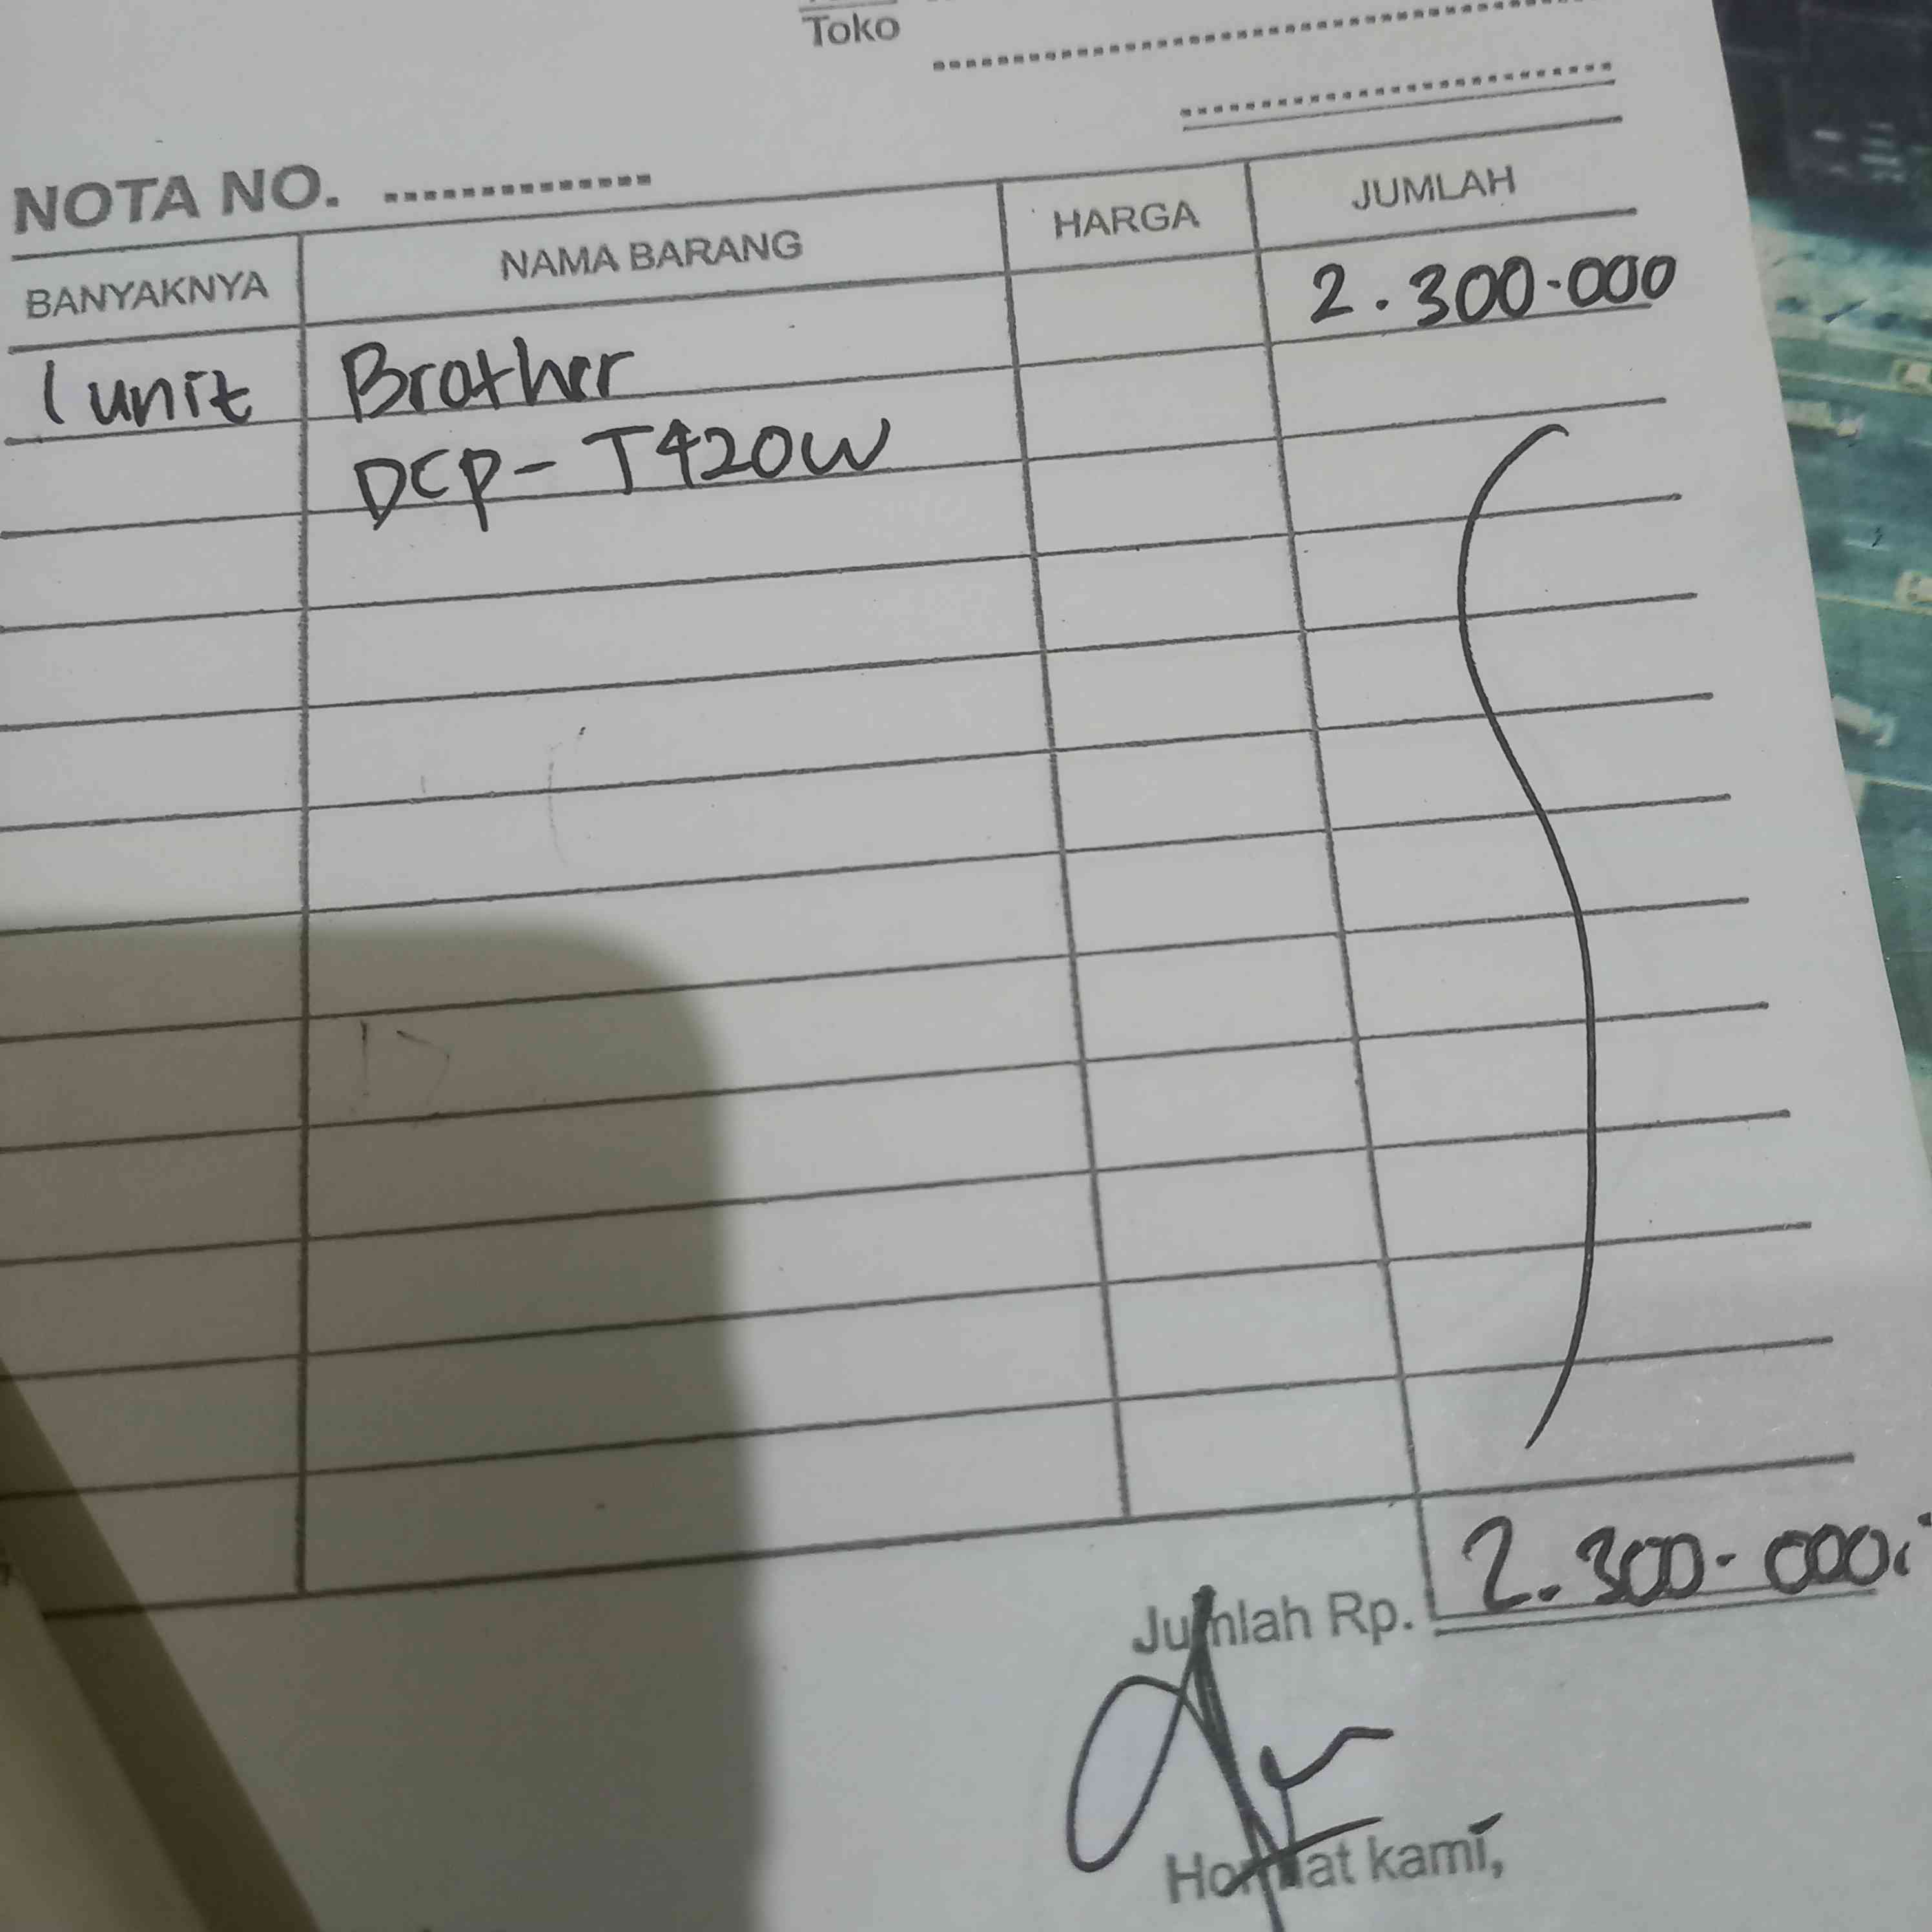 Toko
NOTA NO.
BANYAKNYA NAMA BARANG HARGA JUMLAH
1 unit Brother 2.300.000
DCP-T420W
Jumlah Rp. 2.300.000,-
Hormat kami,